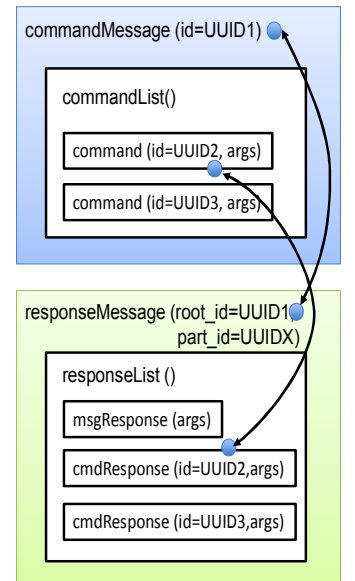 commandMessage (id=UUID1)
commandList()
command (id=UUID2, args)
command (id=UUID3, args)
responseMessage (root_id=UUID1,
part_id=UUIDX)
responseList ()
msgResponse (args)
cmdResponse (id=UUID2,args)
cmdResponse (id=UUID3,args)